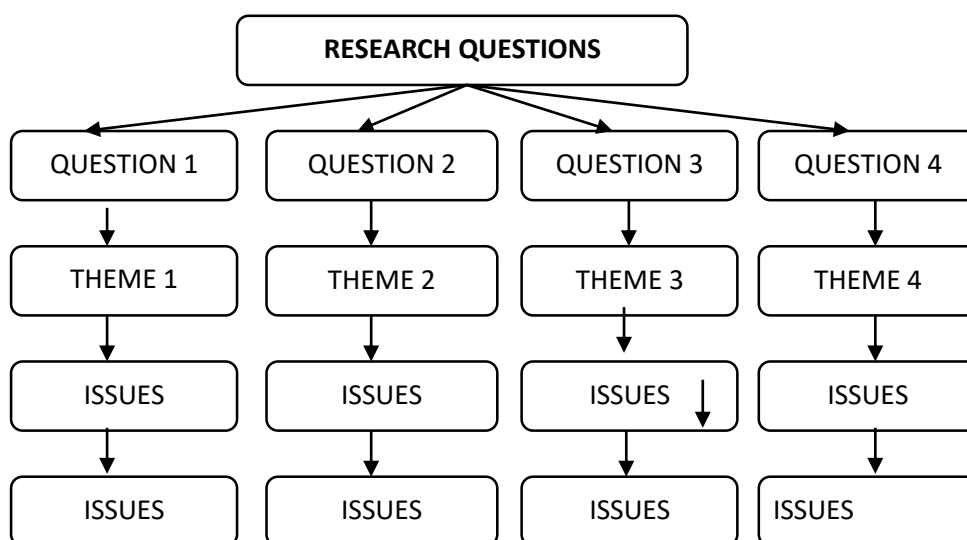 RESEARCH QUESTIONS
QUESTION 1 QUESTION 2 QUESTION 3 QUESTION 4
THEME 1 THEME 2 THEME 3 THEME 4
ISSUES ISSUES ISSUES ISSUES
ISSUES ISSUES ISSUES ISSUES